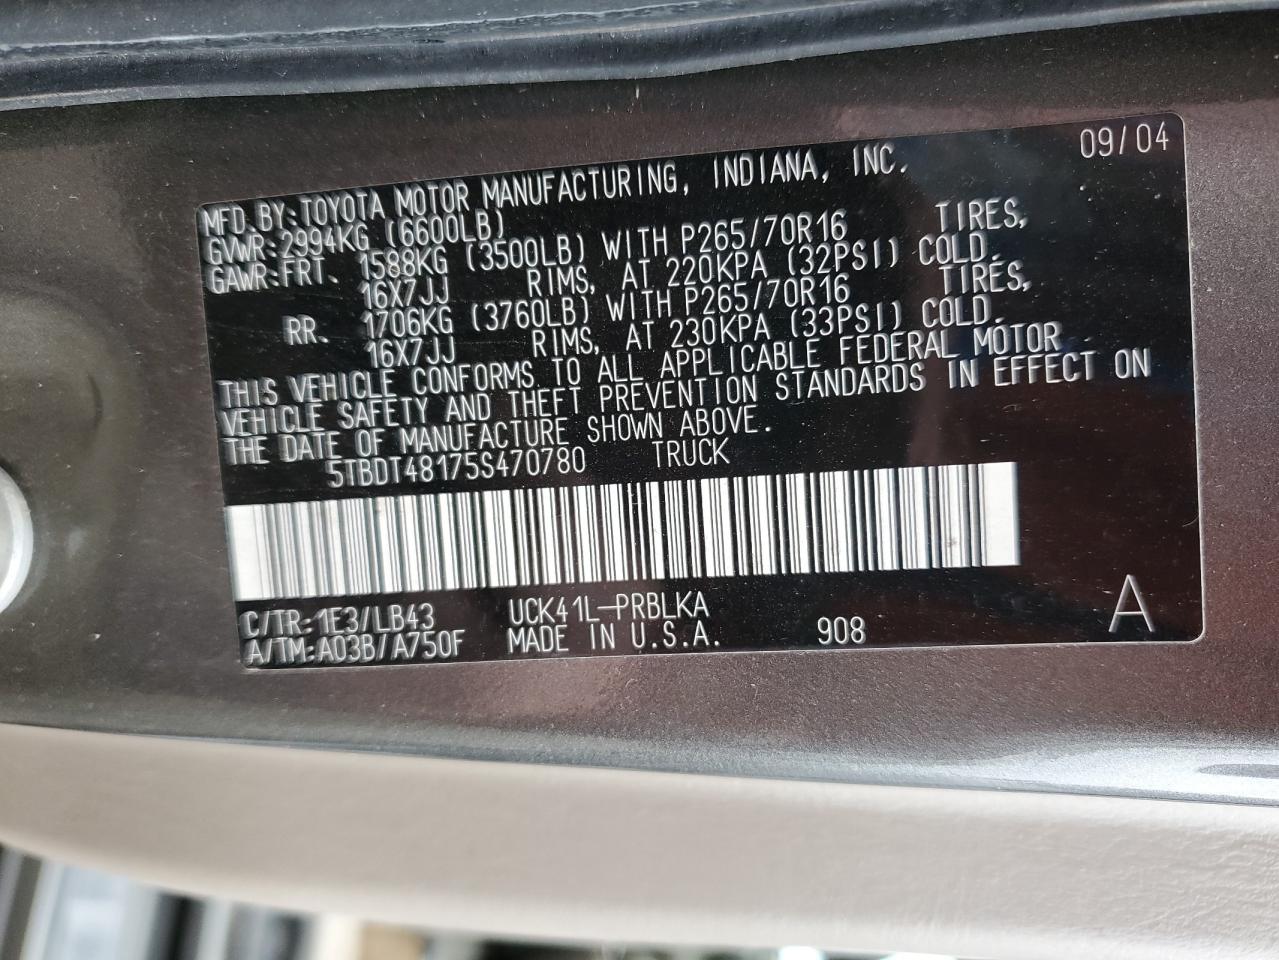 09/04
MFD.BY:TOYOTA MOTOR MANUFACTURING, INDIANA, INC.
GVWR:2994KG (6600LB)
GAWR:FRT. 1588KG (3500LB) WITH P265/70R16 TIRES,
16X7JJ RIMS, AT 220KPA (32PSI) COLD.
RR. 1706KG (3760LB) WITH P265/70R16 TIRES,
16X7JJ RIMS, AT 230KPA (33PSI) COLD.
THIS VEHICLE CONFORMS TO ALL APPLICABLE FEDERAL MOTOR
VEHICLE SAFETY AND THEFT PREVENTION STANDARDS IN EFFECT ON
THE DATE OF MANUFACTURE SHOWN ABOVE.
5TBDT48175S470780 TRUCK
C/TR:1E3/LB43 UCK41L-PRBLKA
A/TM:A03B/A750F MADE IN U.S.A. 908 A